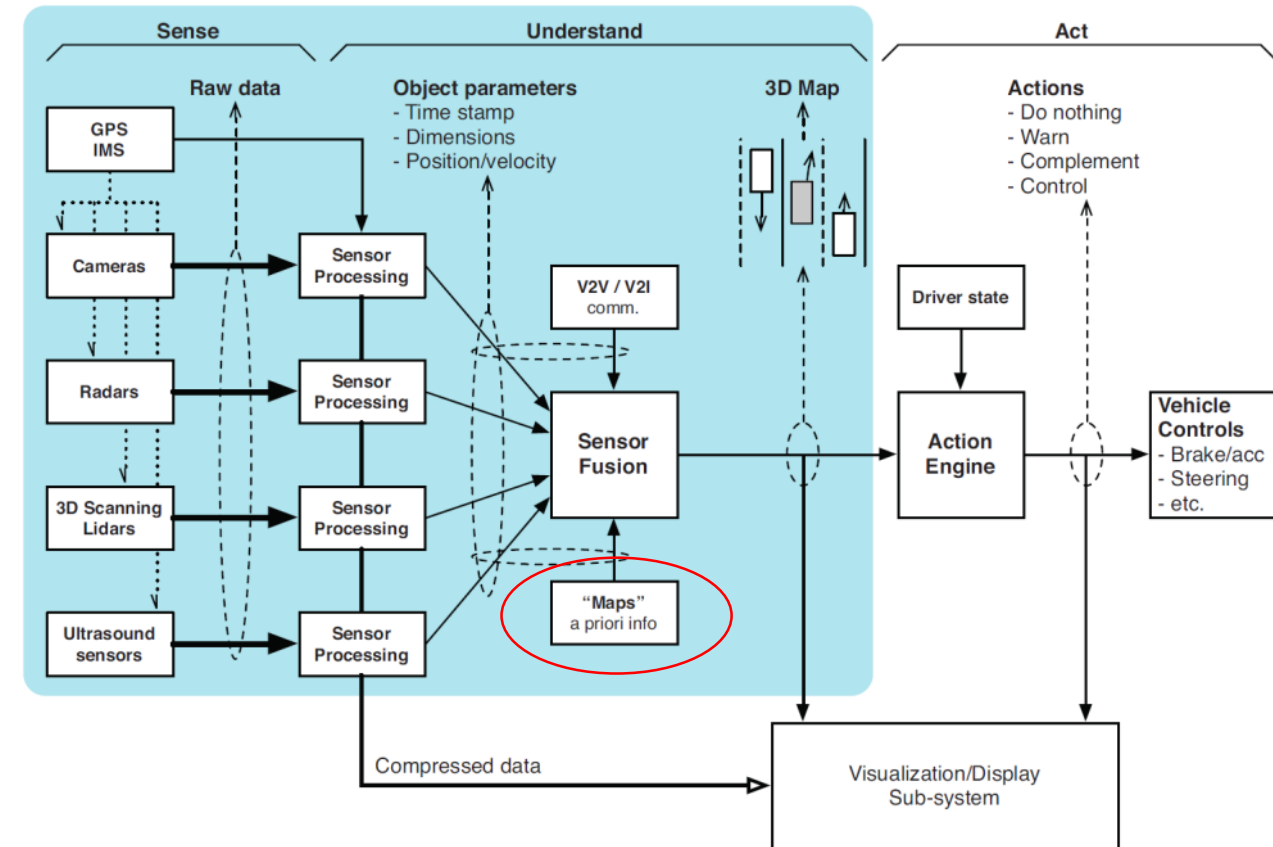 Sense
Understand
Act
Raw data
Object parameters
- Time stamp
- Dimensions
- Position/velocity
3D Map
Actions
- Do nothing
- Warn
- Complement
- Control
GPS
IMS
Cameras
Sensor
Processing
V2V / V2I
comm.
Driver state
Radars
Sensor
Processing
Sensor
Fusion
Action
Engine
Vehicle
Controls
- Brake/acc
- Steering
- etc.
3D Scanning
Lidars
Sensor
Processing
“Maps”
a priori info
Ultrasound
sensors
Sensor
Processing
Compressed data
Visualization/Display
Sub-system